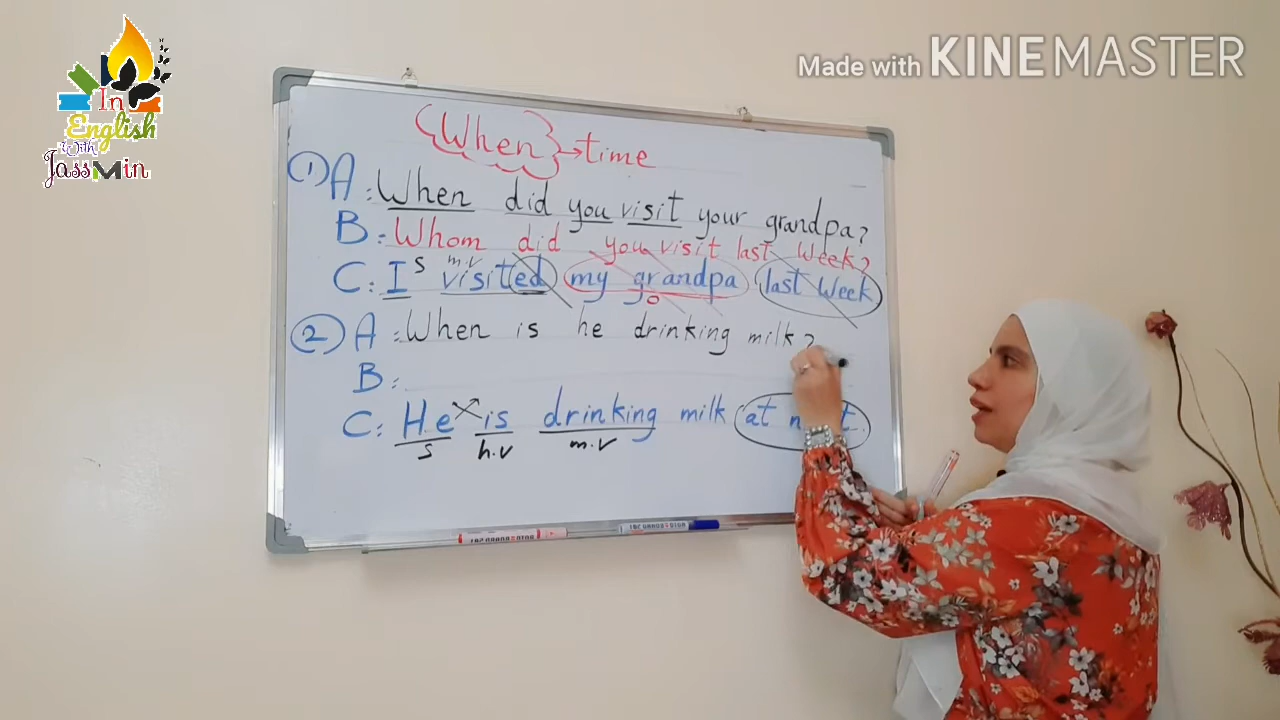 In
English
with
JassMin
Made with KINEMASTER
When → time
1) A: When did you visit your grandpa?
B: Whom did you visit last week?
S m.v
C: I visited my grandpa last week
O
2) A: When is he drinking milk?
B:
C: He is drinking milk at
S h.v m.v